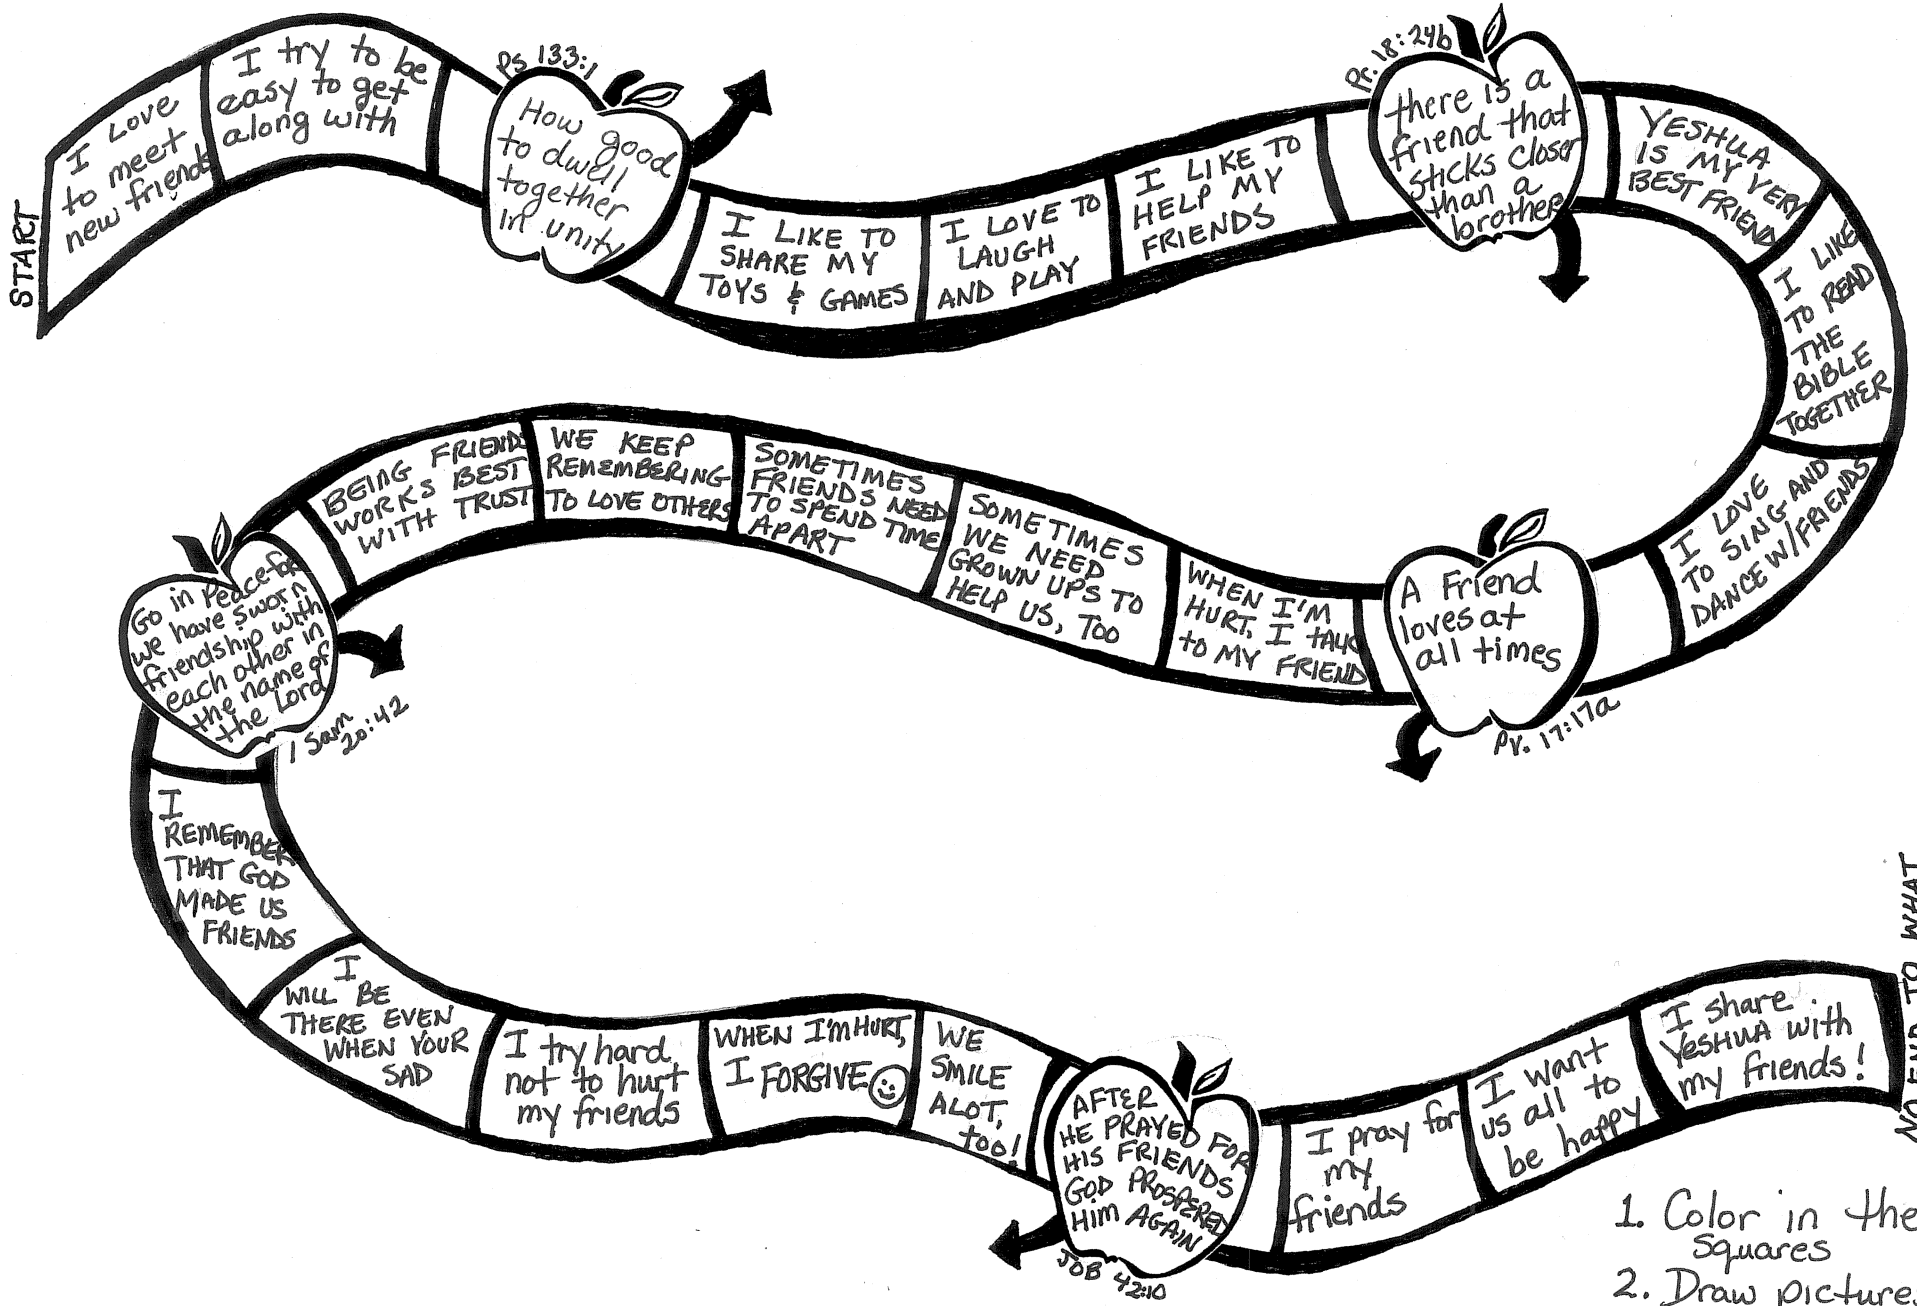 START
I LOVE
to meet
new friends
I try to be
easy to get
along with
Ps 133:1
How good
to dwell
together
in unity
I LIKE TO
SHARE MY
TOYS & GAMES
I LOVE TO
LAUGH
AND PLAY
I LIKE TO
HELP MY
FRIENDS
Pr. 18:24b
there is a
friend that
sticks closer
than a
brother
YESHUA
IS MY VERY
BEST FRIEND
I LIKE
TO READ
THE
BIBLE
TOGETHER
I LOVE
TO SING AND
DANCE W/FRIENDS
A Friend
loves at
all times
Pr. 17:17a
WHEN I'M
HURT, I TALK
to MY FRIEND
SOMETIMES
WE NEED
GROWN UPS TO
HELP US, TOO
SOMETIMES
FRIENDS NEED
TO SPEND TIME
APART
WE KEEP
REMEMBERING
TO LOVE OTHERS
BEING FRIENDS
WORKS BEST
WITH TRUST
Go in Peace for
we have sworn
friendship with
each other in
the name of
the Lord
1 Sam
20:42
I
REMEMBER
THAT GOD
MADE US
FRIENDS
I
WILL BE
THERE EVEN
WHEN YOUR
SAD
I try hard
not to hurt
my friends
WHEN I'M HURT,
I FORGIVE
WE
SMILE
ALOT,
too!
AFTER
HE PRAYED FOR
HIS FRIENDS
GOD PROSPERED
HIM AGAIN
JOB 42:10
I pray for
my
friends
I want
us all to
be happy
I share
YESHUA with
my friends!
NO END TO WHAT
1. Color in the
squares
2. Draw picture